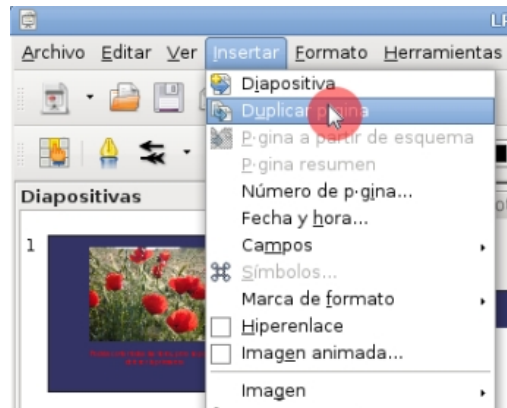 LP
Archivo Editar Ver Insertar Formato Herramientas
Diapositiva
Duplicar p·gina
P·gina a partir de esquema
P·gina resumen
Diapositivas
Número de p·gina...
Fecha y hora...
1
Campos
Símbolos...
Marca de formato
Hiperenlace
Imagen animada...
Imagen